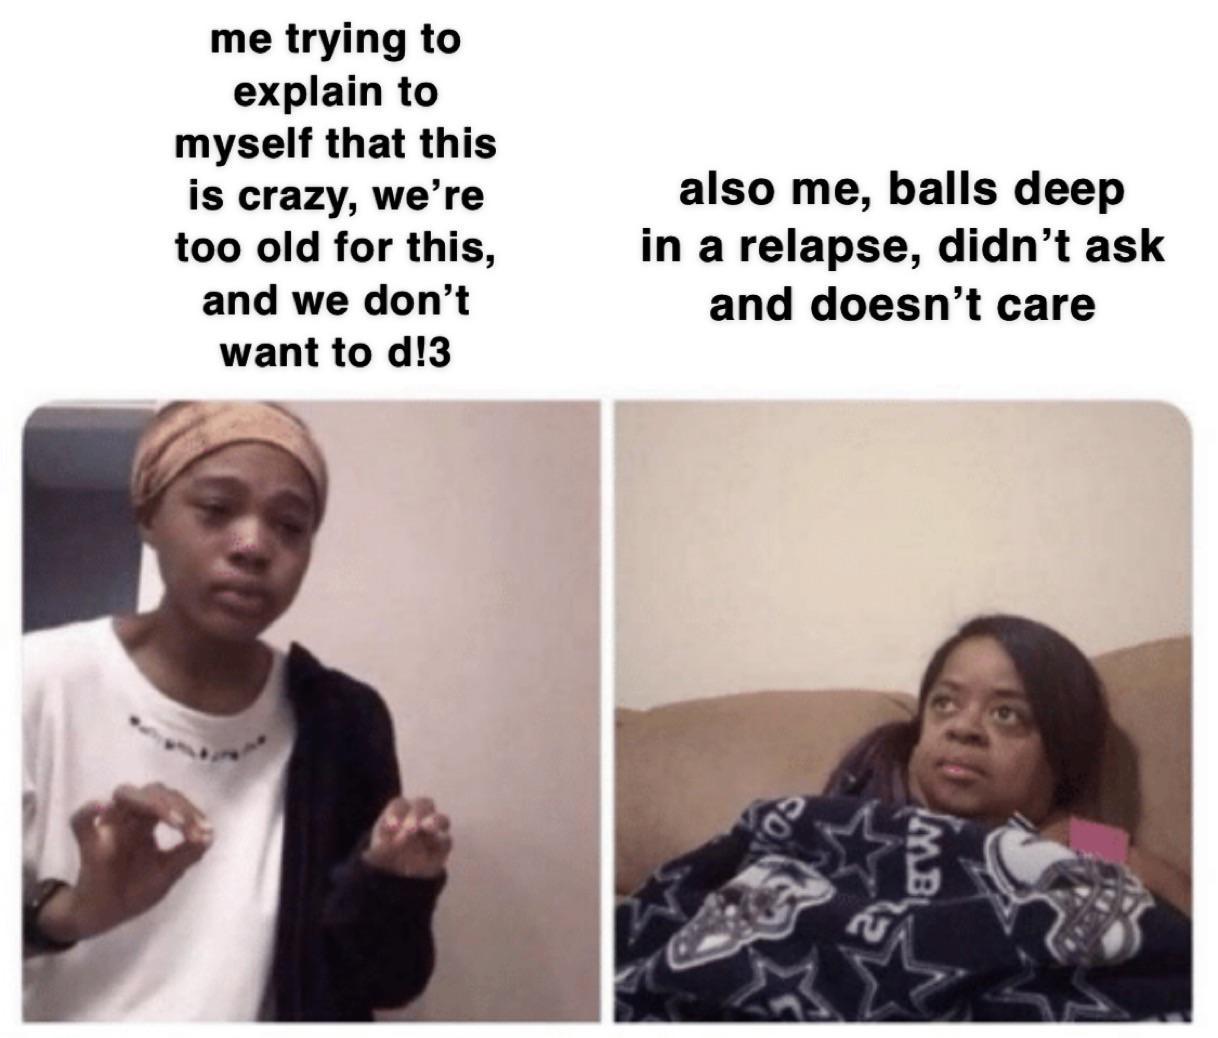 me trying to
explain to
myself that this
is crazy, we’re
too old for this,
and we don’t
want to d!3
also me, balls deep
in a relapse, didn’t ask
and doesn’t care